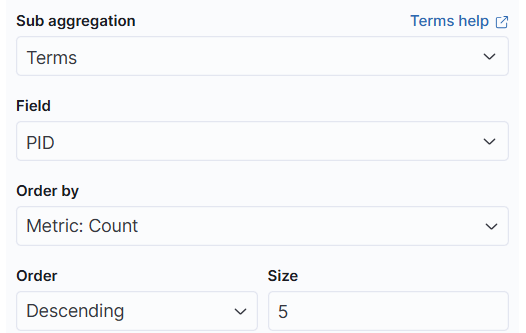 Sub aggregation Terms help
Terms
Field
PID
Order by
Metric: Count
Order Size
Descending 5